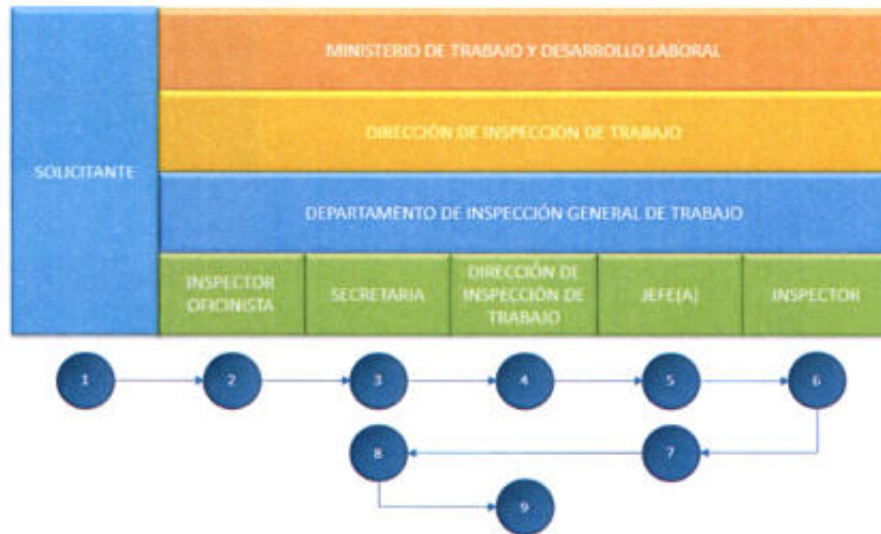 MINISTERIO DE TRABAJO Y DESARROLLO LABORAL
DIRECCIÓN DE INSPECCIÓN DE TRABAJO
SOLICITANTE
DEPARTAMENTO DE INSPECCIÓN GENERAL DE TRABAJO
INSPECTOR
OFICINISTA
SECRETARIA
DIRECCIÓN DE
INSPECCIÓN DE
TRABAJO
JEFE(A)
INSPECTOR
1
2
3
4
5
6
8
7
9